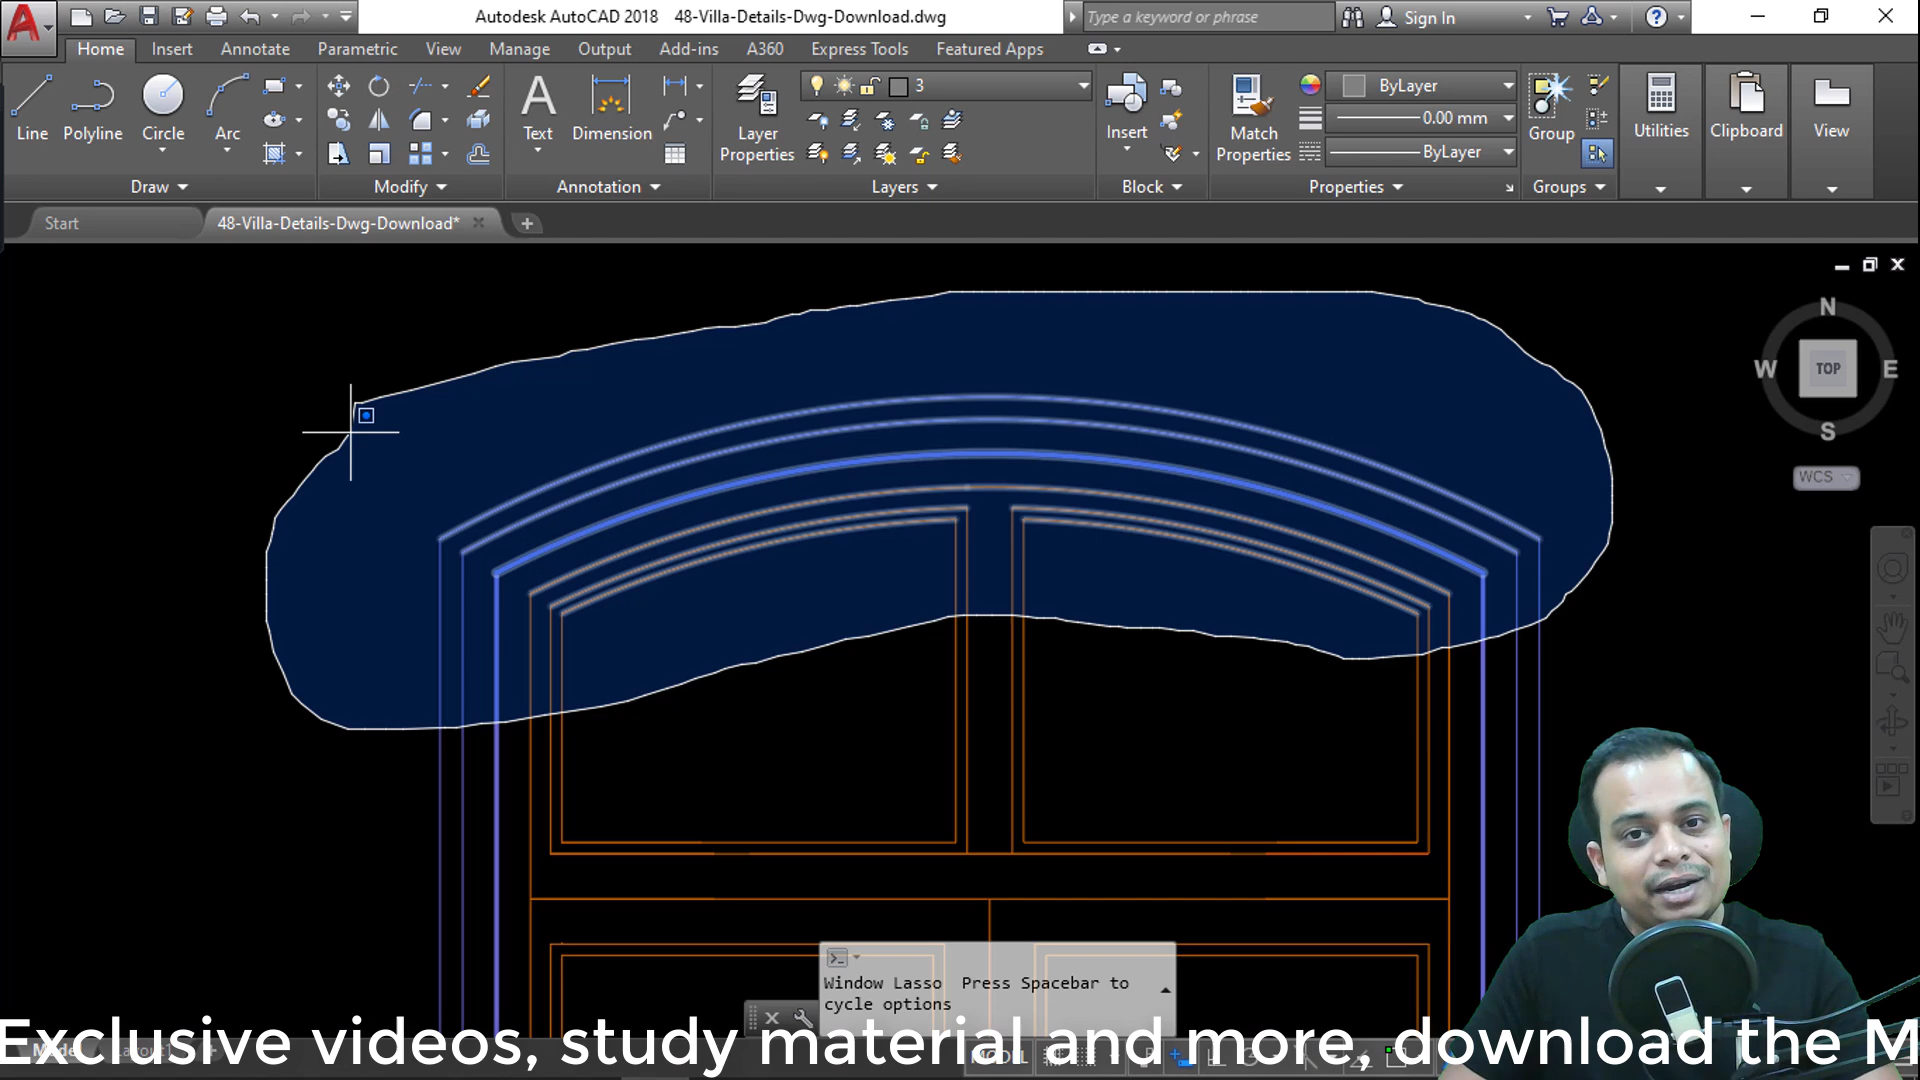 Autodesk AutoCAD 2018 48-Villa-Details-Dwg-Download.dwg
Type a keyword or phrase
Sign In
Home Insert Annotate Parametric View Manage Output Add-ins A360 Express Tools Featured Apps
3
ByLayer
0.00 mm
ByLayer
Line Polyline Circle Arc
Text Dimension
Layer Properties
Insert
Match Properties
Group
Utilities Clipboard View
Draw Modify Annotation Layers Block Properties Groups
Start 48-Villa-Details-Dwg-Download*
N
W TOP E
S
WCS
Window Lasso Press Spacebar to
cycle options
Exclusive videos, study material and more, download the M
Model
MODEL